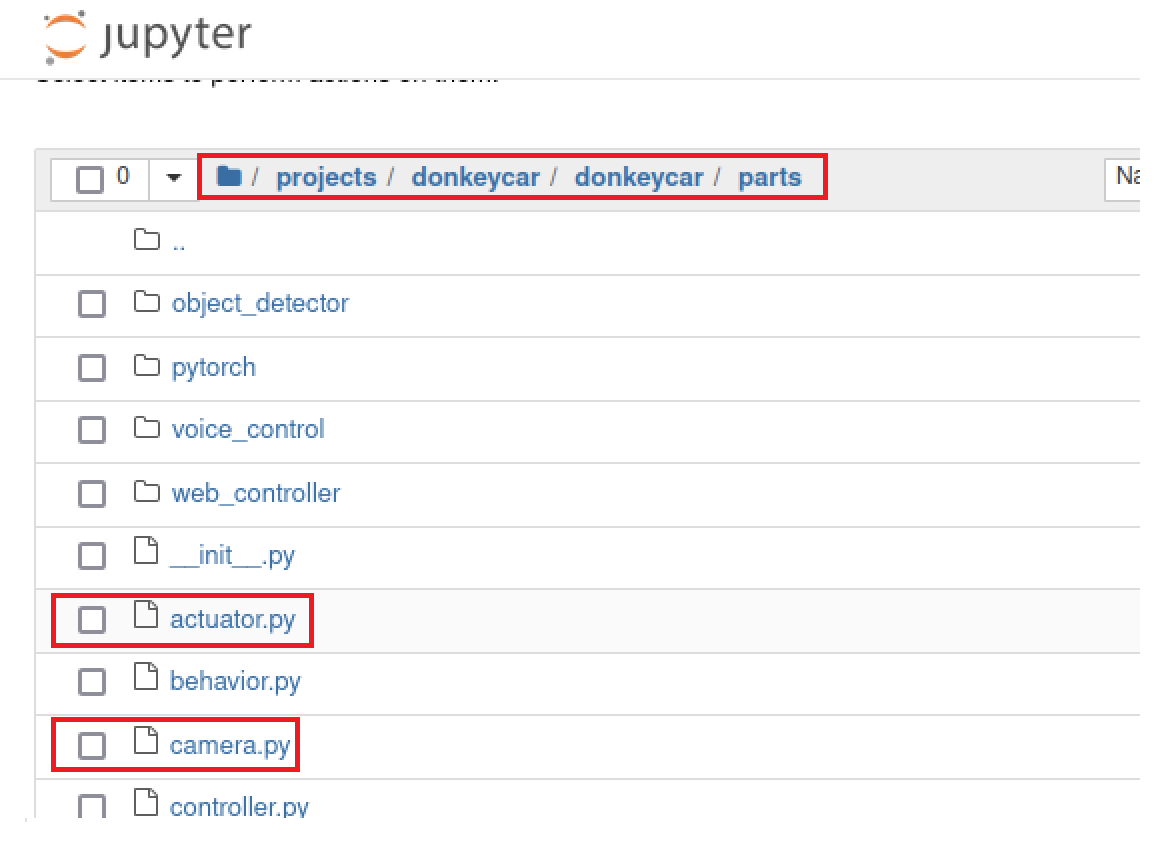 jupyter
Select items to perform actions on them.
0 / projects / donkeycar / donkeycar / parts Na
..
object_detector
pytorch
voice_control
web_controller
__init__.py
actuator.py
behavior.py
camera.py
controller.py